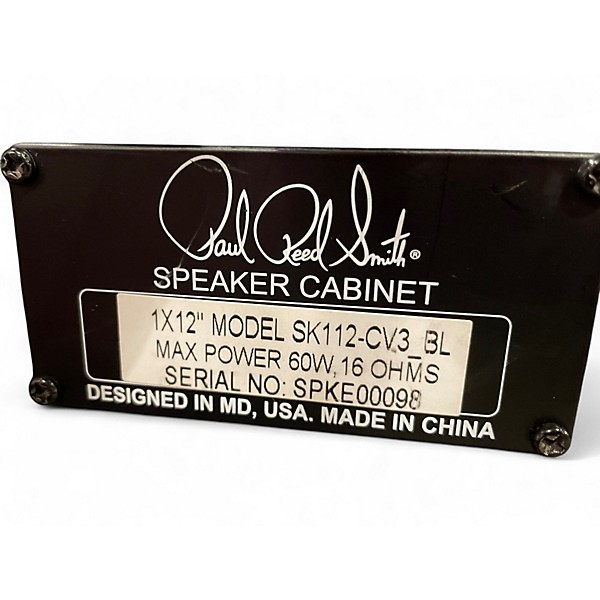 Paul Reed Smith®
SPEAKER CABINET
1X12" MODEL SK112-CV3_BL
MAX POWER 60W,16 OHMS
SERIAL NO: SPKE00098
DESIGNED IN MD, USA. MADE IN CHINA